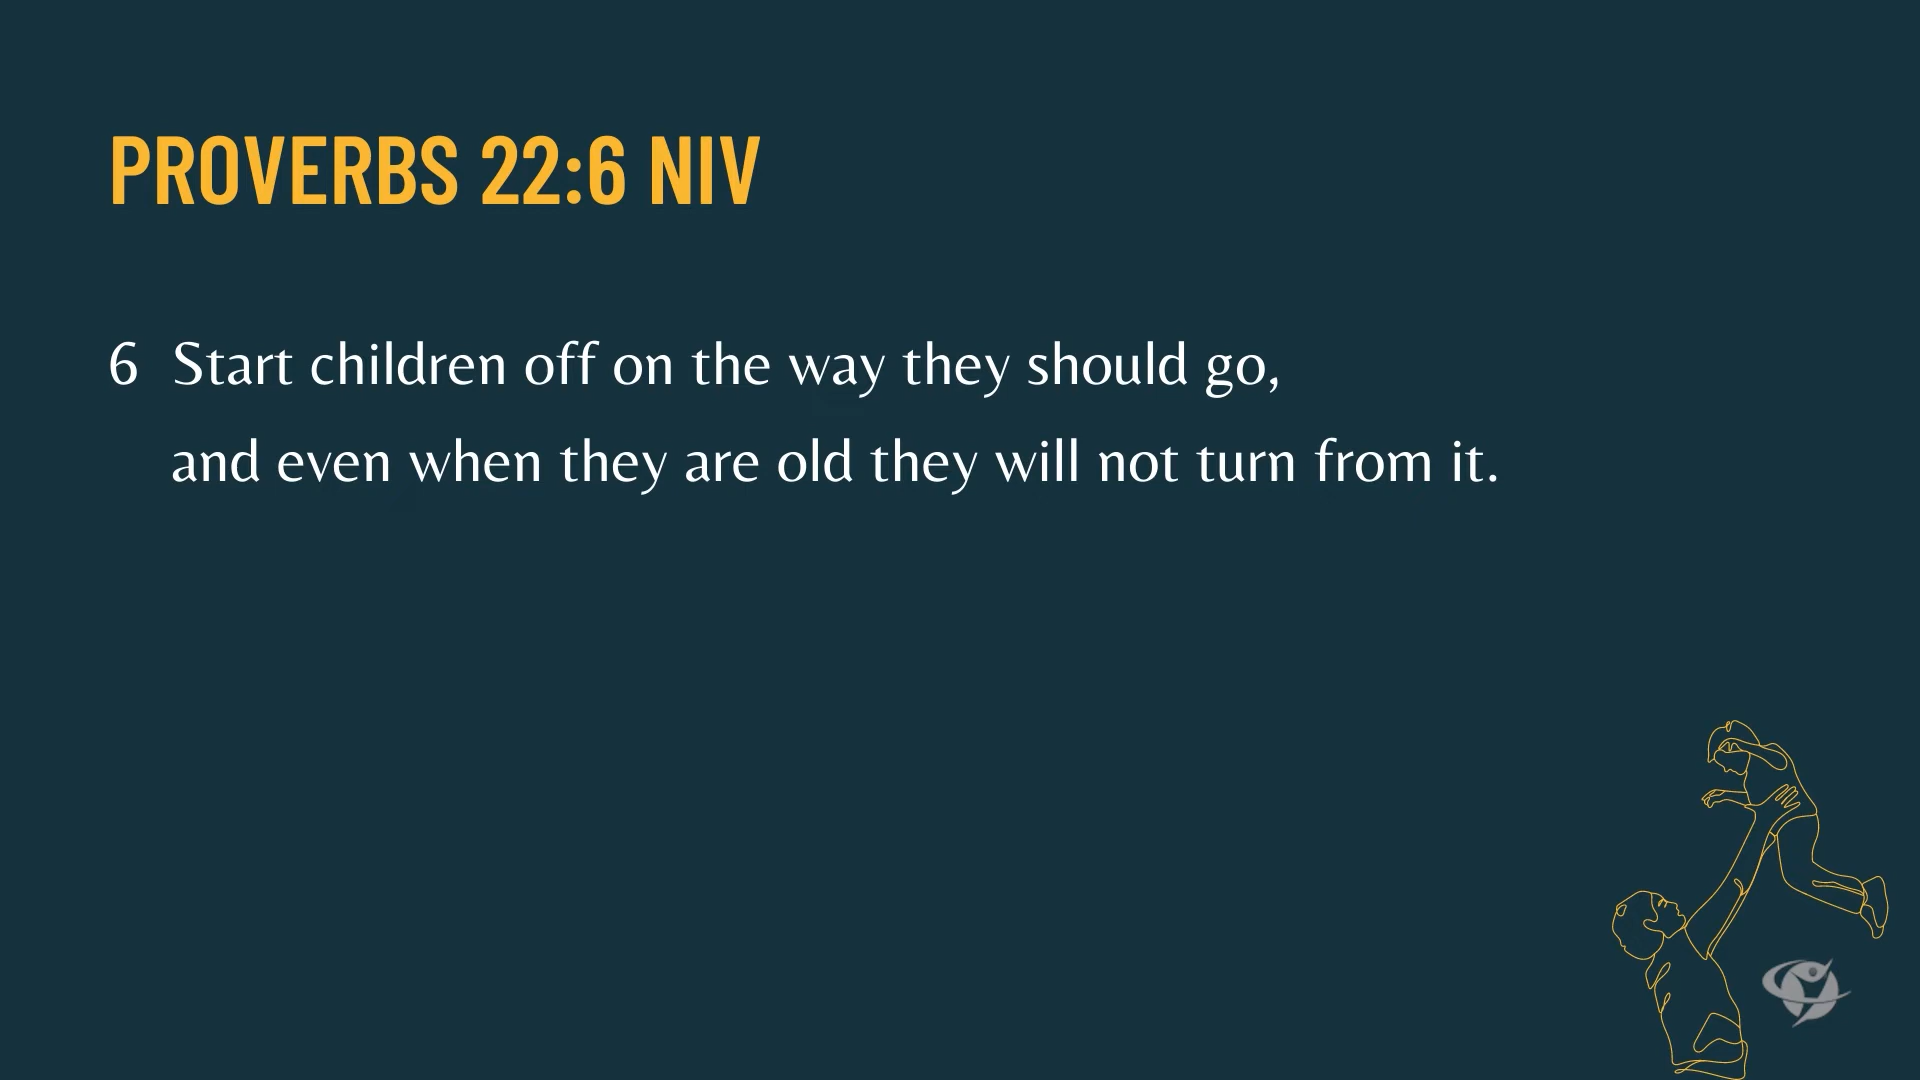 PROVERBS 22:6 NIV
6 Start children off on the way they should go,
and even when they are old they will not turn from it.